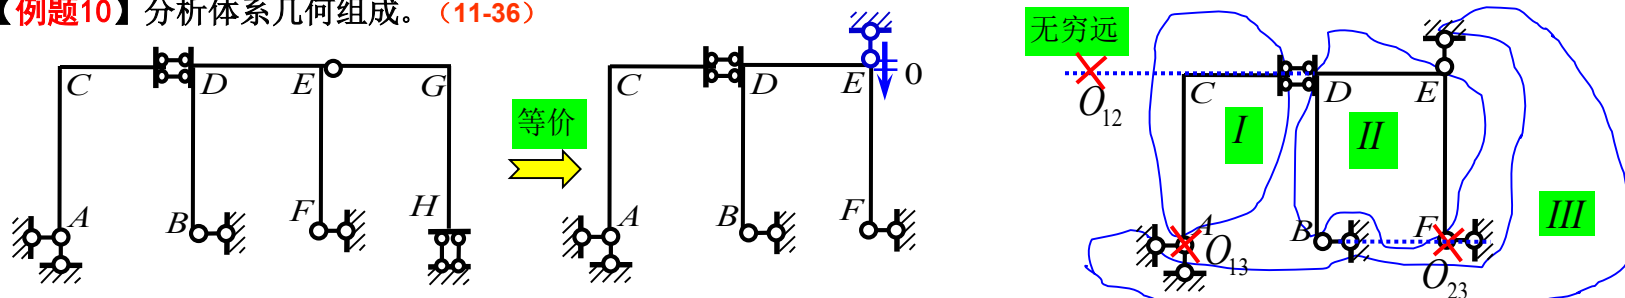 【例题10】分析体系几何组成。（11-36）
C D E G
A B F H
等价
C D E 0
A B F
无穷远
O12
C D E
I II III
A B F
O13
O23